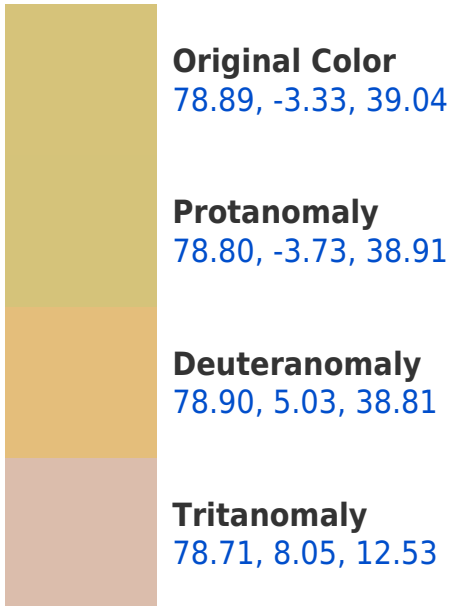 Original Color
78.89, -3.33, 39.04
Protanomaly
78.80, -3.73, 38.91
Deuteranomaly
78.90, 5.03, 38.81
Tritanomaly
78.71, 8.05, 12.53